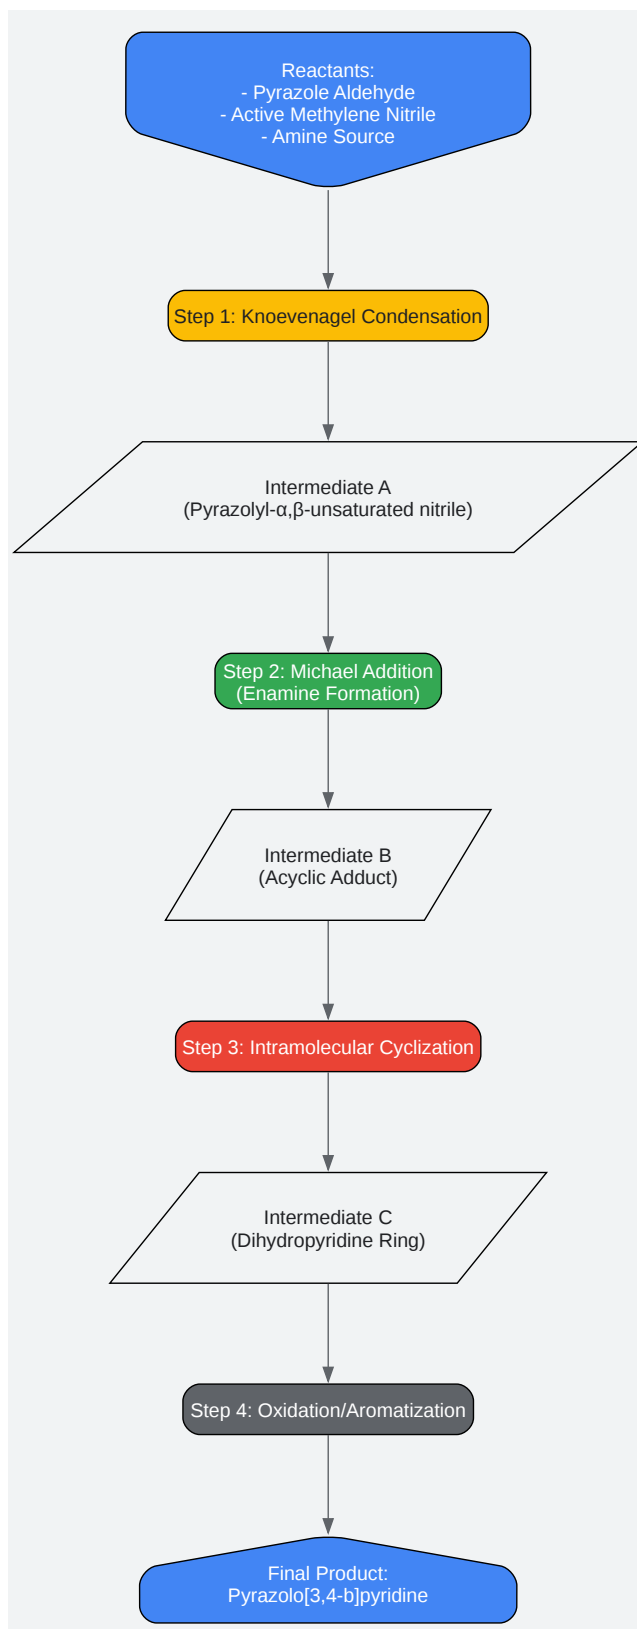 Reactants:
- Pyrazole Aldehyde
- Active Methylene Nitrile
- Amine Source
Step 1: Knoevenagel Condensation
Intermediate A
(Pyrazolyl-α,β-unsaturated nitrile)
Step 2: Michael Addition
(Enamine Formation)
Intermediate B
(Acyclic Adduct)
Step 3: Intramolecular Cyclization
Intermediate C
(Dihydropyridine Ring)
Step 4: Oxidation/Aromatization
Final Product:
Pyrazolo[3,4-b]pyridine